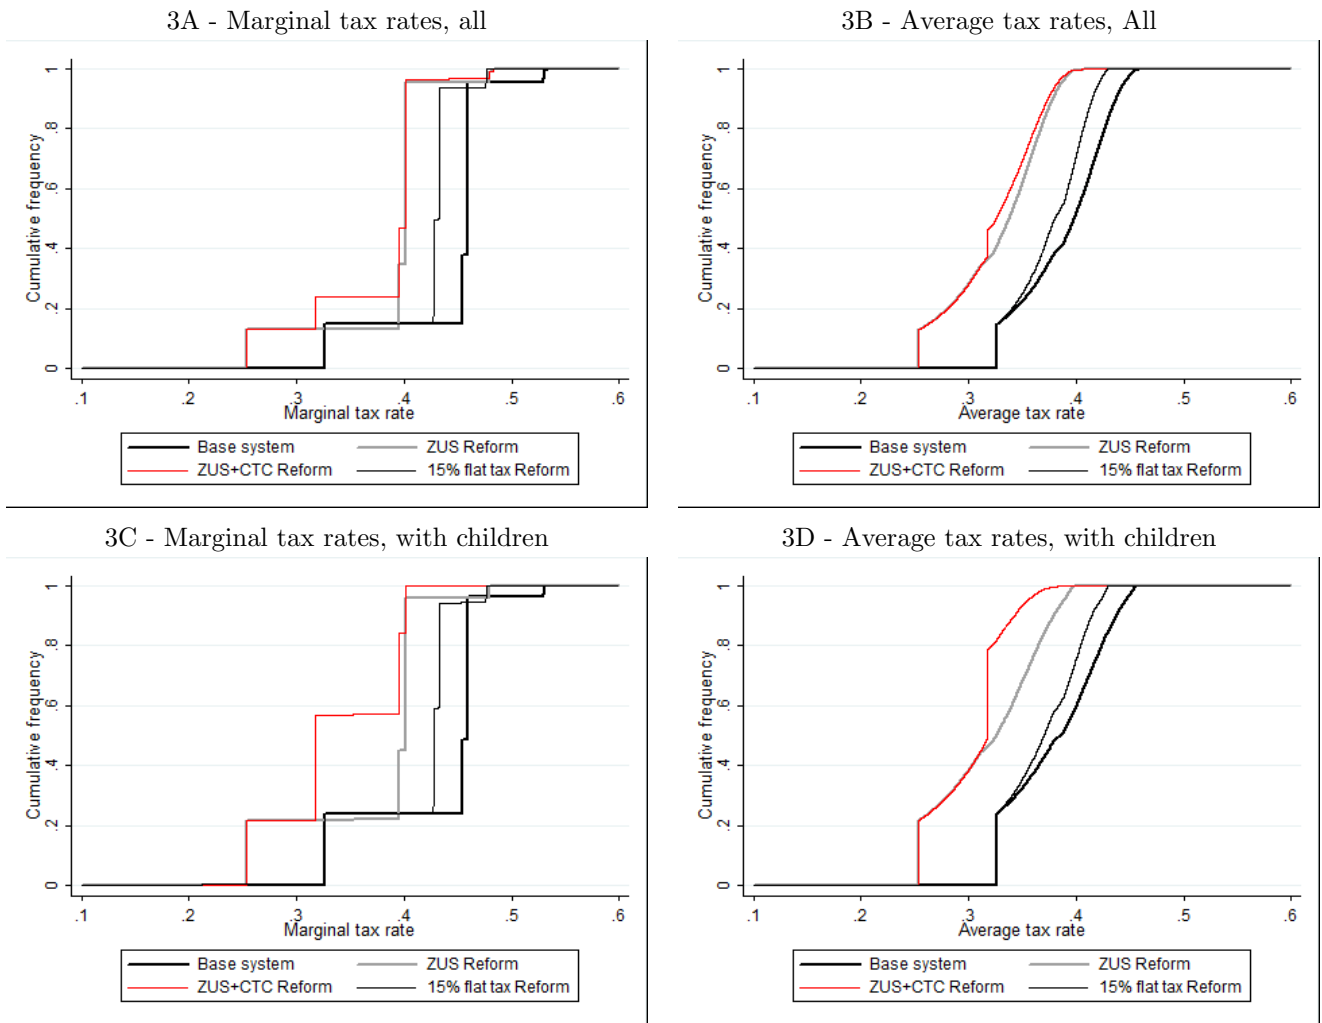 3A - Marginal tax rates, all
Cumulative frequency
0 .2 .4 .6 .8 1
.1 .2 .3 .4 .5 .6
Marginal tax rate
Base system ZUS Reform
ZUS+CTC Reform 15% flat tax Reform
3B - Average tax rates, All
Cumulative frequency
0 .2 .4 .6 .8 1
.1 .2 .3 .4 .5 .6
Average tax rate
Base system ZUS Reform
ZUS+CTC Reform 15% flat tax Reform
3C - Marginal tax rates, with children
Cumulative frequency
0 .2 .4 .6 .8 1
.1 .2 .3 .4 .5 .6
Marginal tax rate
Base system ZUS Reform
ZUS+CTC Reform 15% flat tax Reform
3D - Average tax rates, with children
Cumulative frequency
0 .2 .4 .6 .8 1
.1 .2 .3 .4 .5 .6
Average tax rate
Base system ZUS Reform
ZUS+CTC Reform 15% flat tax Reform